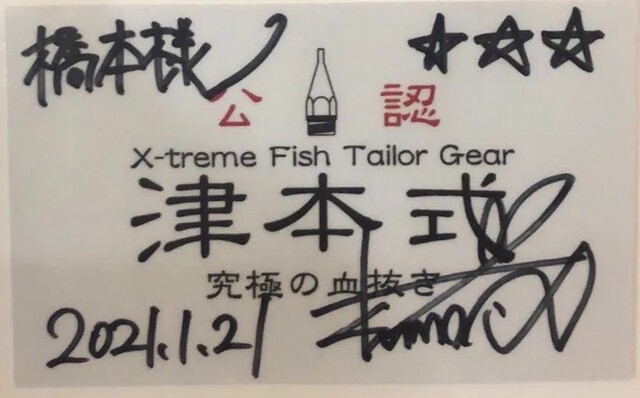 橋本様 ☆☆☆
公認
X-treme Fish Tailor Gear
津本式
究極の血抜き
2021.1.21